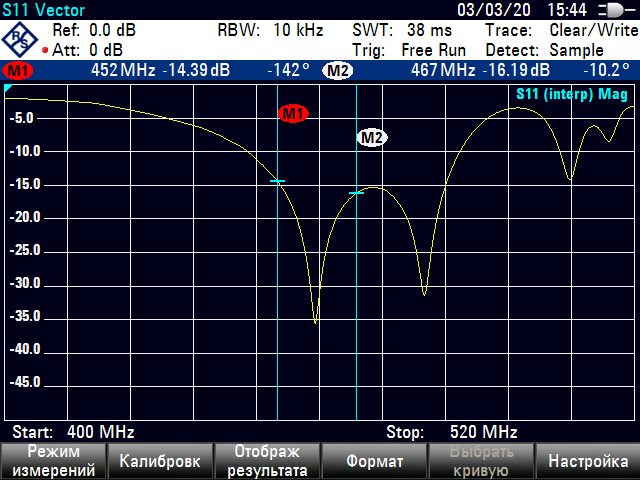 S11 Vector 03/03/20 15:44
Ref: 0.0 dB RBW: 10 kHz SWT: 38 ms Trace: Clear/Write
Att: 0 dB Trig: Free Run Detect: Sample
M1 452 MHz -14.39 dB -142° M2 467 MHz -16.19 dB -10.2°
S11 (interp) Mag
M1
M2
-5.0
-10.0
-15.0
-20.0
-25.0
-30.0
-35.0
-40.0
-45.0
Start: 400 MHz Stop: 520 MHz
Режим измерений
Калибровк
Отображ результата
Формат
Выбрать кривую
Настройка